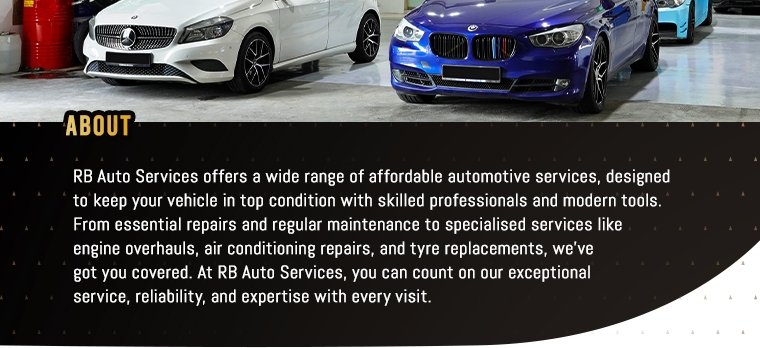 ABOUT
RB Auto Services offers a wide range of affordable automotive services, designed
to keep your vehicle in top condition with skilled professionals and modern tools.
From essential repairs and regular maintenance to specialised services like
engine overhauls, air conditioning repairs, and tyre replacements, we've
got you covered. At RB Auto Services, you can count on our exceptional
service, reliability, and expertise with every visit.